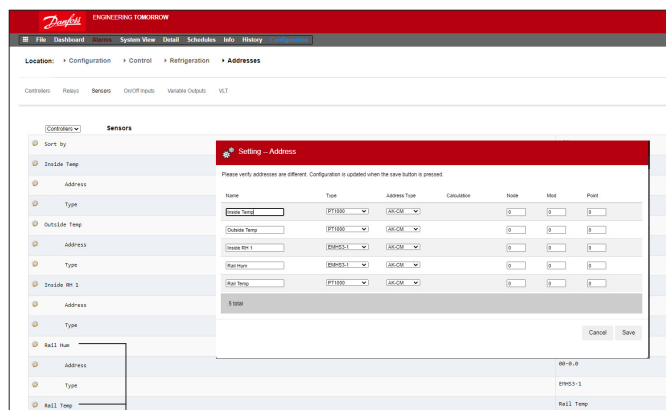 Danfoss ENGINEERING TOMORROW
File Dashboard Alarms System View Detail Schedules Info History Configuration
Location: Configuration Control Refrigeration Addresses
Controllers Relays Sensors On/Off Inputs Variable Outputs VLT
Controllers Sensors
Sort by
Inside Temp
Address
Type
Outside Temp
Address
Type
Inside RH 1
Address
Type
Rail Hum
Address 00-0.0
Type EMHS3-1
Rail Temp Rail Temp
Setting -- Address
Please verify addresses are different. Configuration is updated when the save button is pressed.
Name Type Address Type Calculation Node Mod Point
Inside Temp PT1000 AK-CM 0 0 0
Outside Temp PT1000 AK-CM 0 0 0
Inside RH 1 EMHS3-1 AK-CM 0 0 0
Rail Hum EMHS3-1 AK-CM 0 0 0
Rail Temp PT1000 AK-CM 0 0 0
5 total
Cancel Save